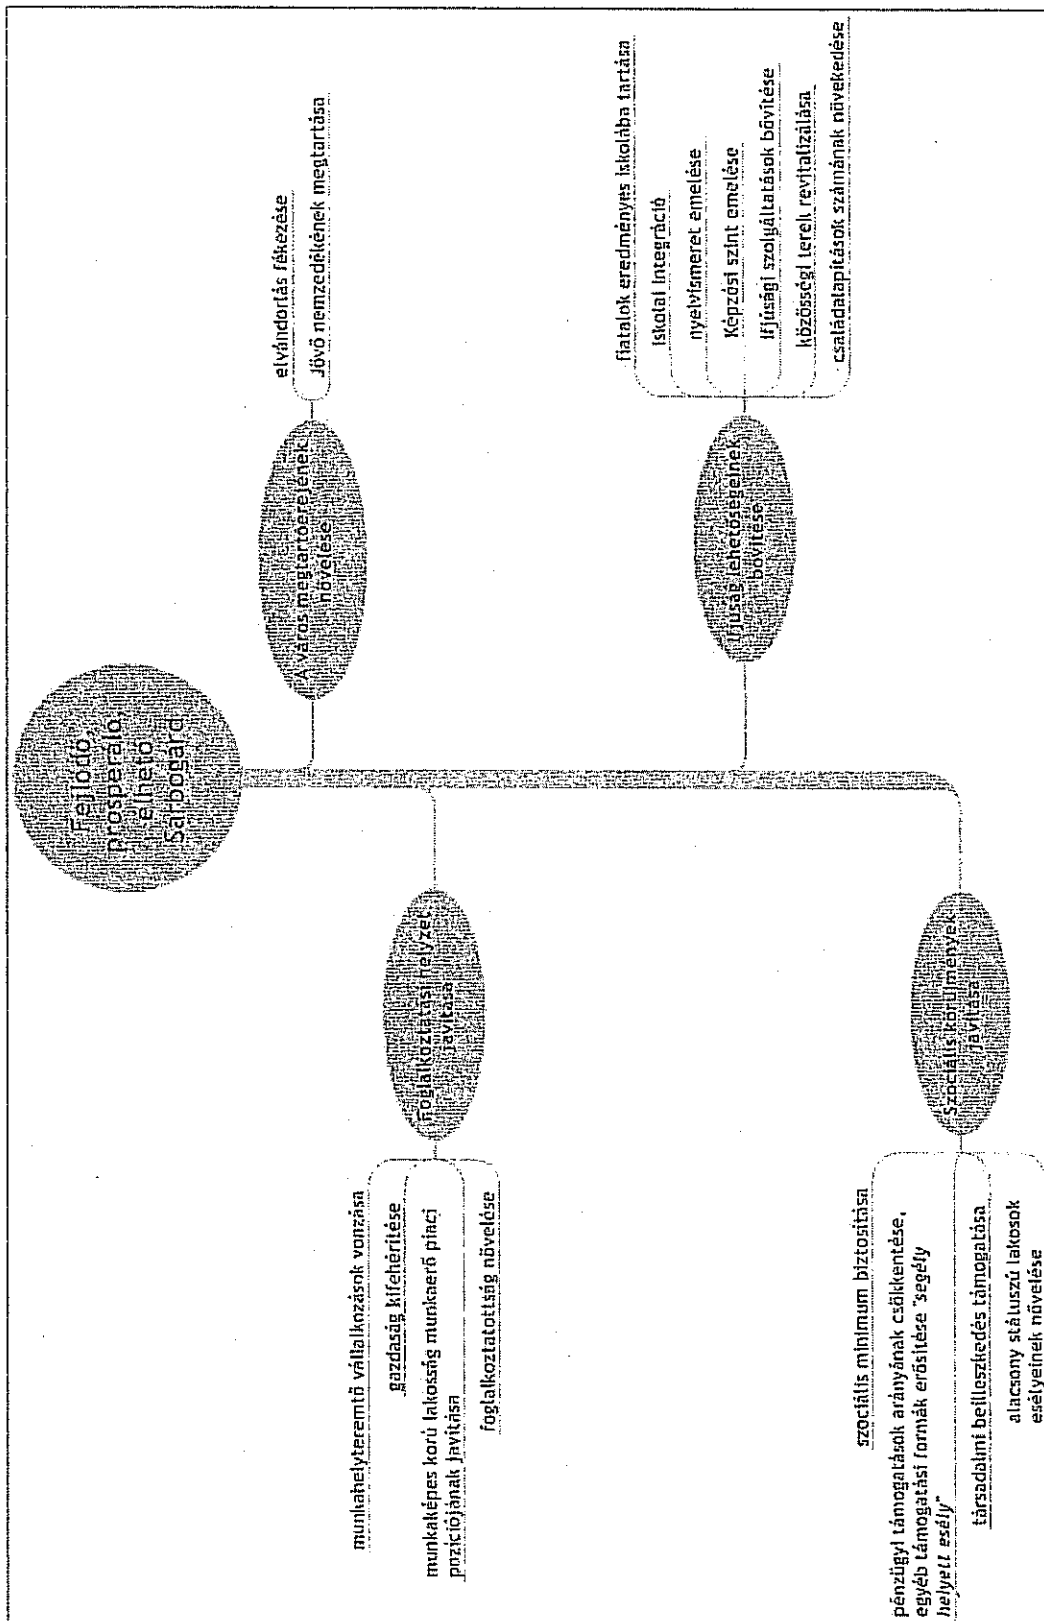 Fejlődő,
prosperáló,
élhető
Sárbogárd
A Város megtartóerejének
növelése
elvándorlás fékezése
Jövő nemzedékének megtartása
Foglalkoztatási helyzet
javítása
munkahelyteremtő vállalkozások vonzása
gazdaság kifehérítése
munkaképes korú lakosság munkaerő pinci
pozíciójának javítása
foglalkoztatottság növelése
Ifjúság lehetőségeinek
bővítése
fiatalok eredményes iskolába tartása
Iskolai integráció
nyelvismeret emelése
Képzési szint emelése
Ifjúsági szolgáltatások bővítése
közösségi terek revitalizálása
családalapítások számának növekedése
Szociális körülmények
javítása
szociális minimum biztosítása
pénzügyi támogatások arányának csökkentése,
egyéb támogatási formák erősítése "segély
helyett esély"
társadalmi beilleszkedés támogatása
alacsony státuszú lakosok
esélyeinek növelése